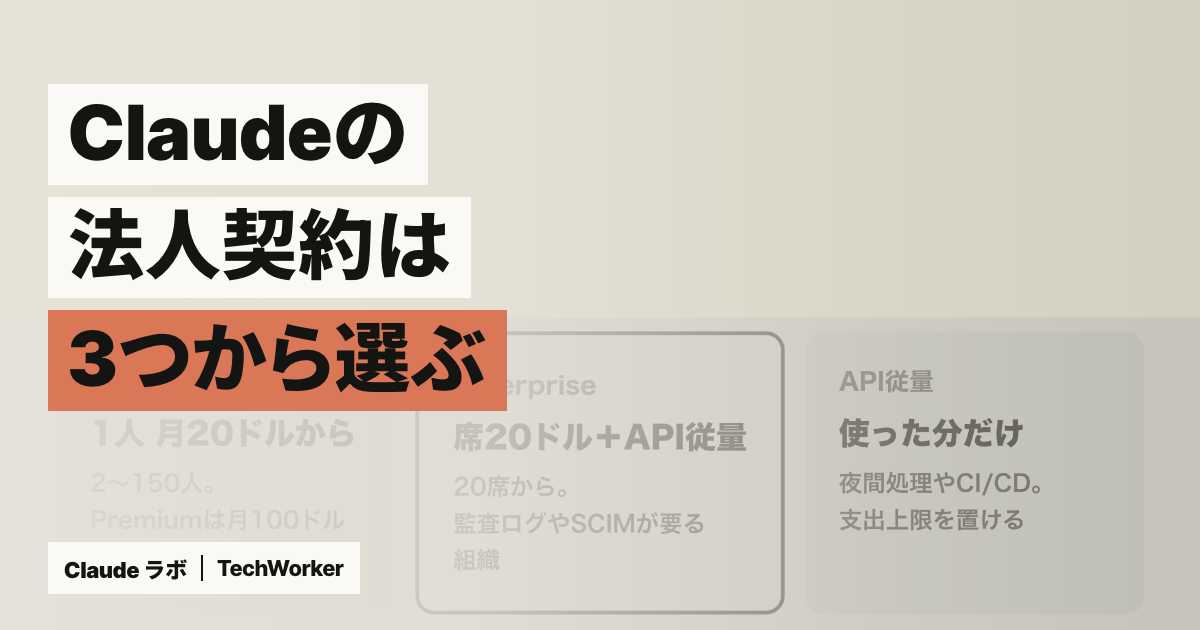 Claudeの
法人契約は
3つから選ぶ
erprise
API従量
1人 月20ドルから
席20ドル＋API従量
使った分だけ
2〜150人。
Premiumは月100ドル
20席から。
監査ログやSCIMが要る
組織
夜間処理やCI/CD。
支出上限を置ける
Claude ラボ | TechWorker